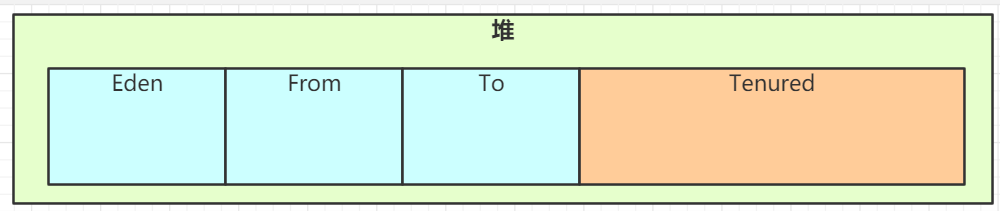 堆
Eden
From
To
Tenured